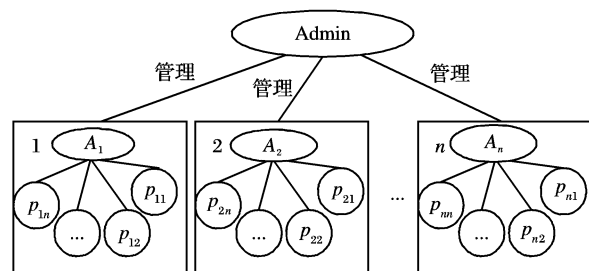 Admin
管理 管理 管理
1 A₁ 2 A₂ n Aₙ
p₁ₙ ... p₁₂ p₁₁ p₂ₙ ... p₂₂ p₂₁ ... pₙₙ ... pₙ₂ pₙ₁